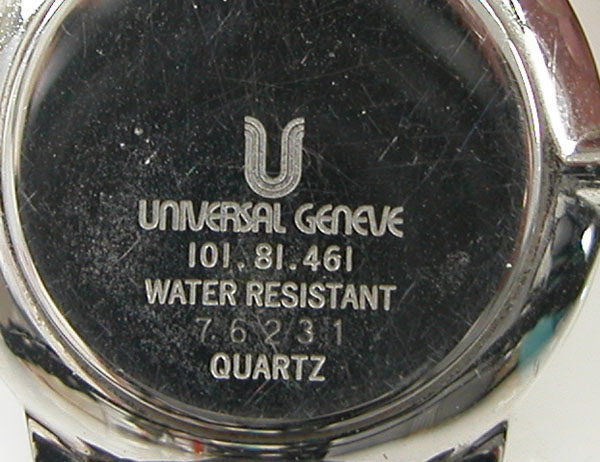 U
UNIVERSAL GENEVE
101.81.461
WATER RESISTANT
76231
QUARTZ